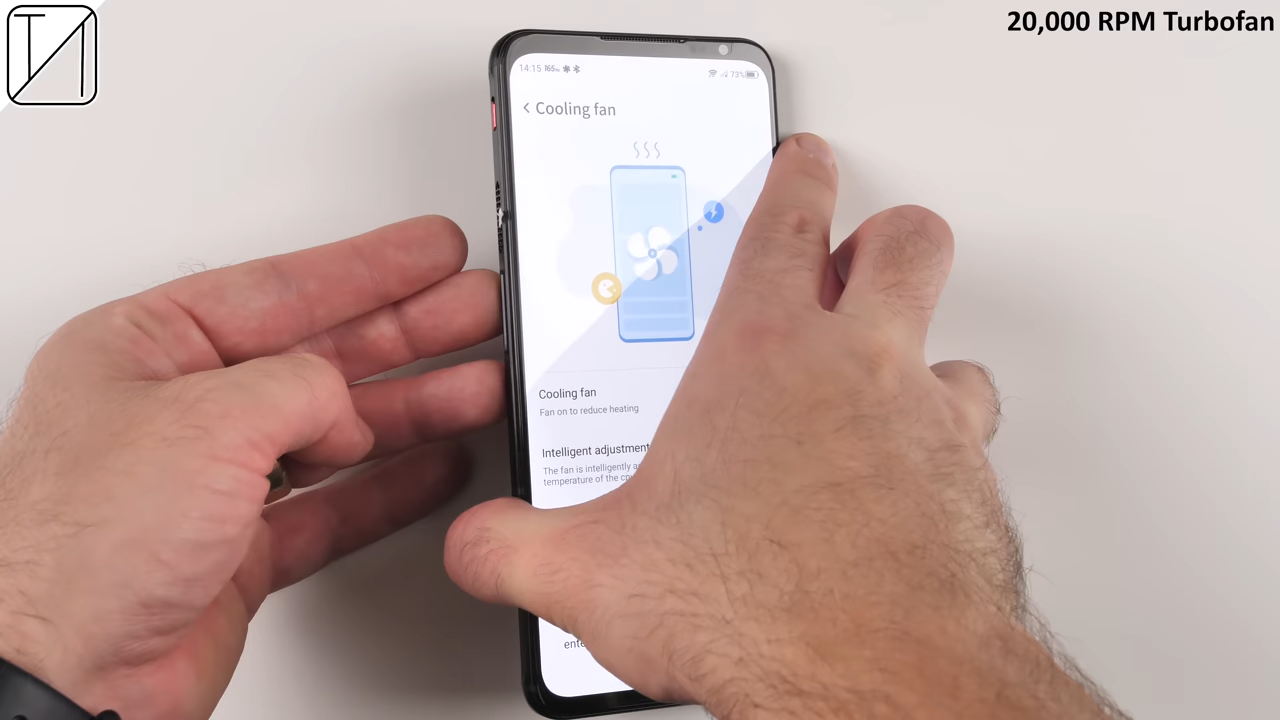 20,000 RPM Turbofan
14:15
73%
Cooling fan
Cooling fan
Fan on to reduce heating
Intelligent adjustment
The fan is intelligently
temperature of the